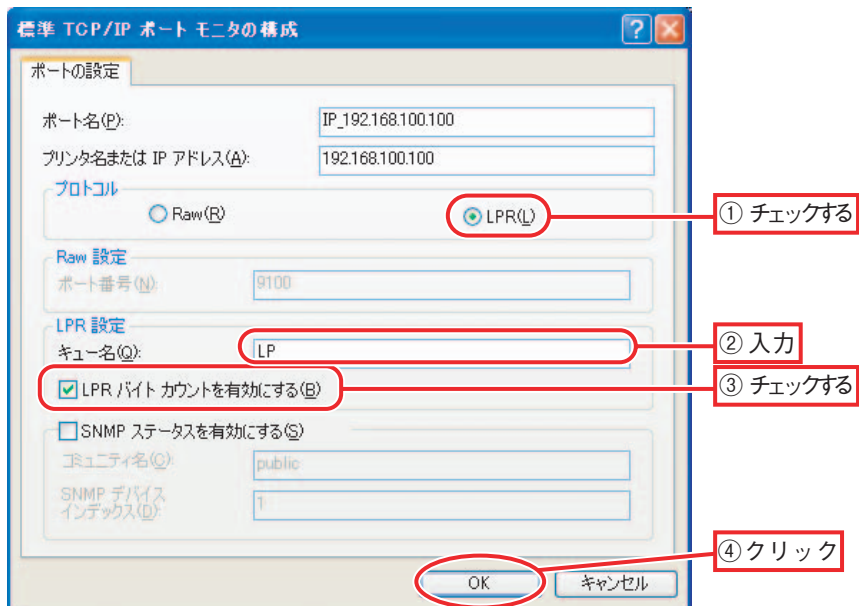 標準 TCP/IP ポート モニタの構成
ポートの設定
ポート名(P):
IP_192.168.100.100
プリンタ名または IP アドレス(A):
192.168.100.100
プロトコル
Raw(R)
LPR(L)
① チェックする
Raw 設定
ポート番号(N):
9100
LPR 設定
キュー名(Q):
LP
② 入力
LPR バイト カウントを有効にする(B)
③ チェックする
SNMP ステータスを有効にする(S)
コミュニティ名(C):
public
SNMP デバイス
インデックス(D):
1
④クリック
OK
キャンセル